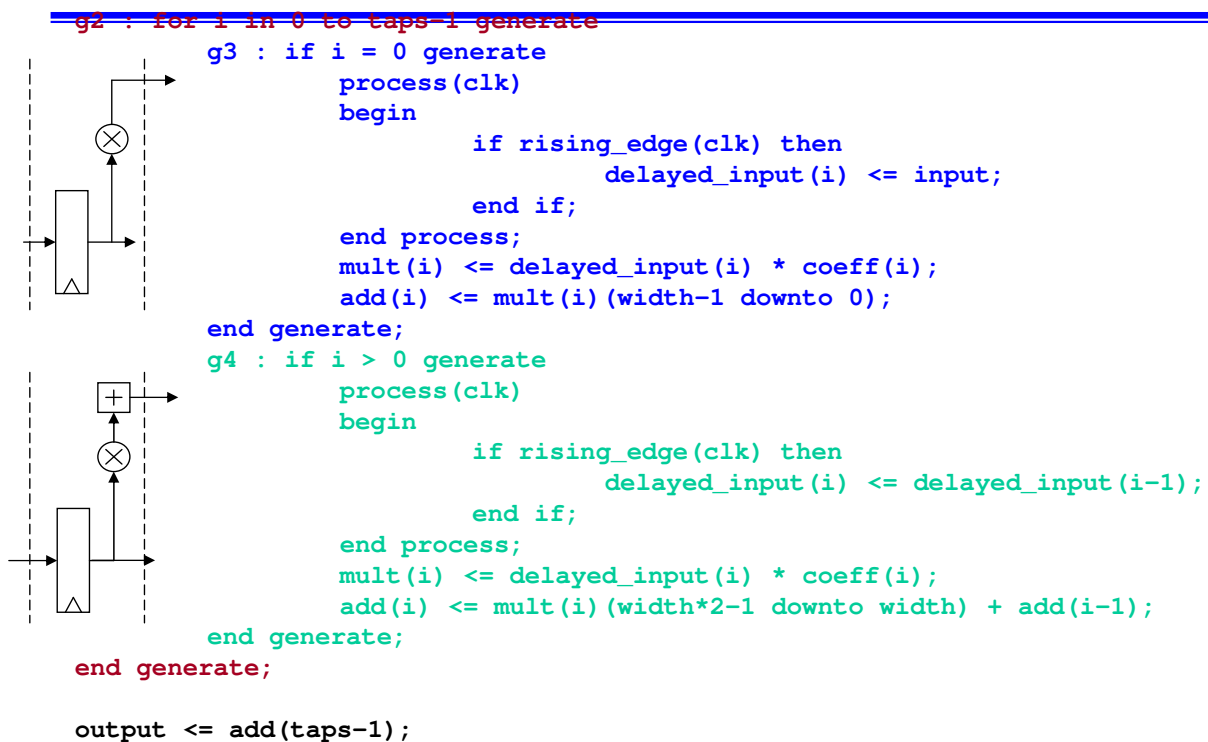 g2 : for i in 0 to taps-1 generate
g3 : if i = 0 generate
process(clk)
begin
if rising_edge(clk) then
delayed_input(i) <= input;
end if;
end process;
mult(i) <= delayed_input(i) * coeff(i);
add(i) <= mult(i)(width-1 downto 0);
end generate;
g4 : if i > 0 generate
process(clk)
begin
if rising_edge(clk) then
delayed_input(i) <= delayed_input(i-1);
end if;
end process;
mult(i) <= delayed_input(i) * coeff(i);
add(i) <= mult(i)(width*2-1 downto width) + add(i-1);
end generate;
end generate;
output <= add(taps-1);